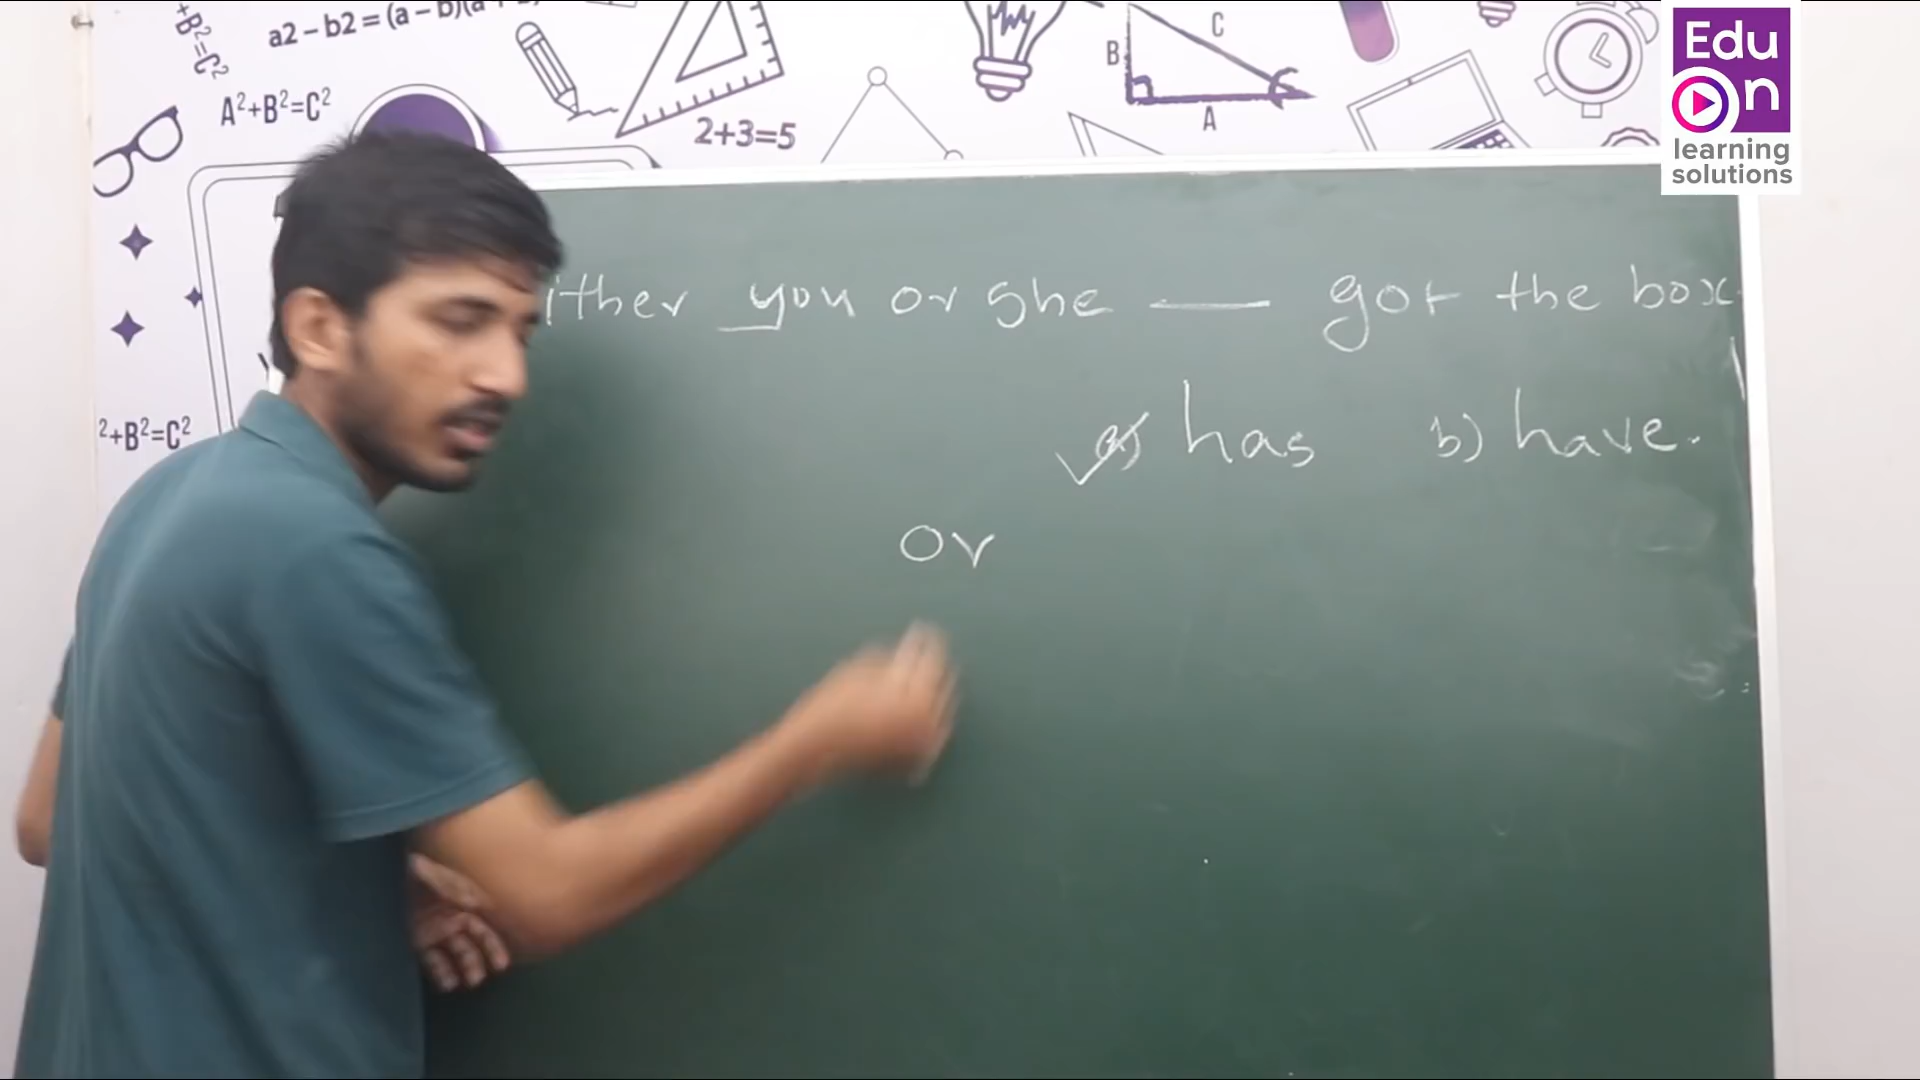 +B²=C²
a2 – b2 = (a – b)(a
A²+B²=C²
2+3=5
B
C
A
Edu
On
learning
solutions
ither you or she —— got the box.
a) has b) have.
or
²+B²=C²